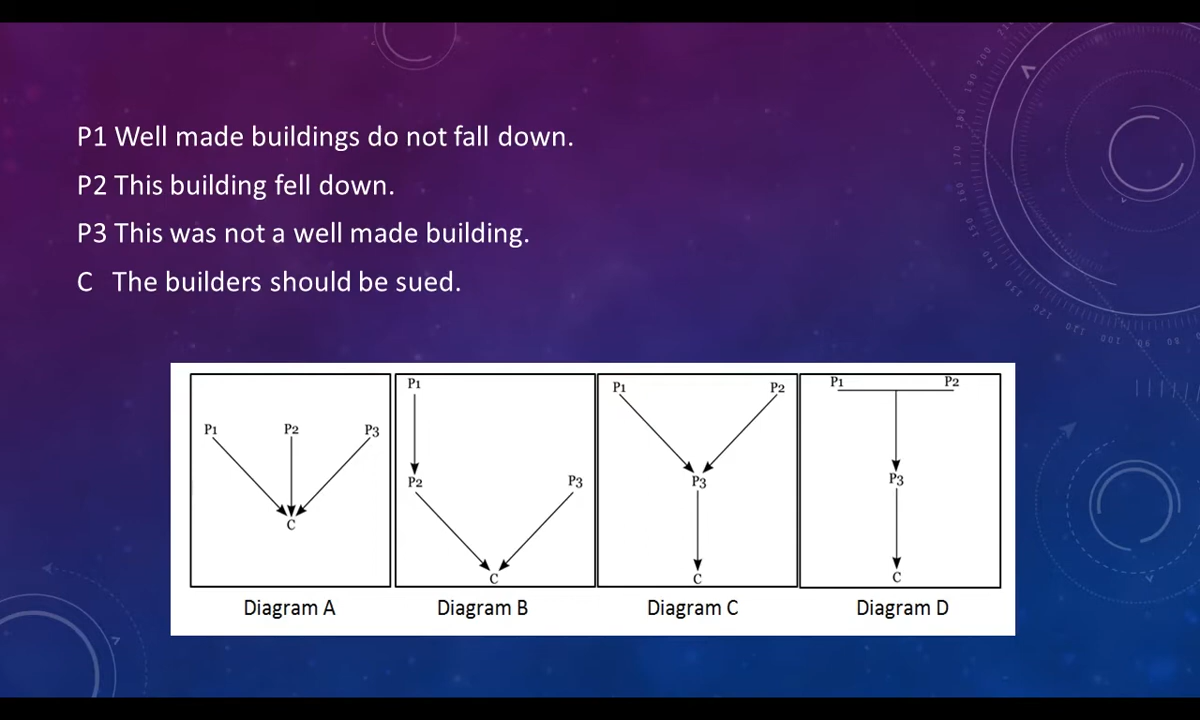 P1 Well made buildings do not fall down.
P2 This building fell down.
P3 This was not a well made building.
C The builders should be sued.
P1 P2 P3
C
P1
P2 P3
C
P1 P2
P3
C
P1 P2
P3
C
Diagram A Diagram B Diagram C Diagram D